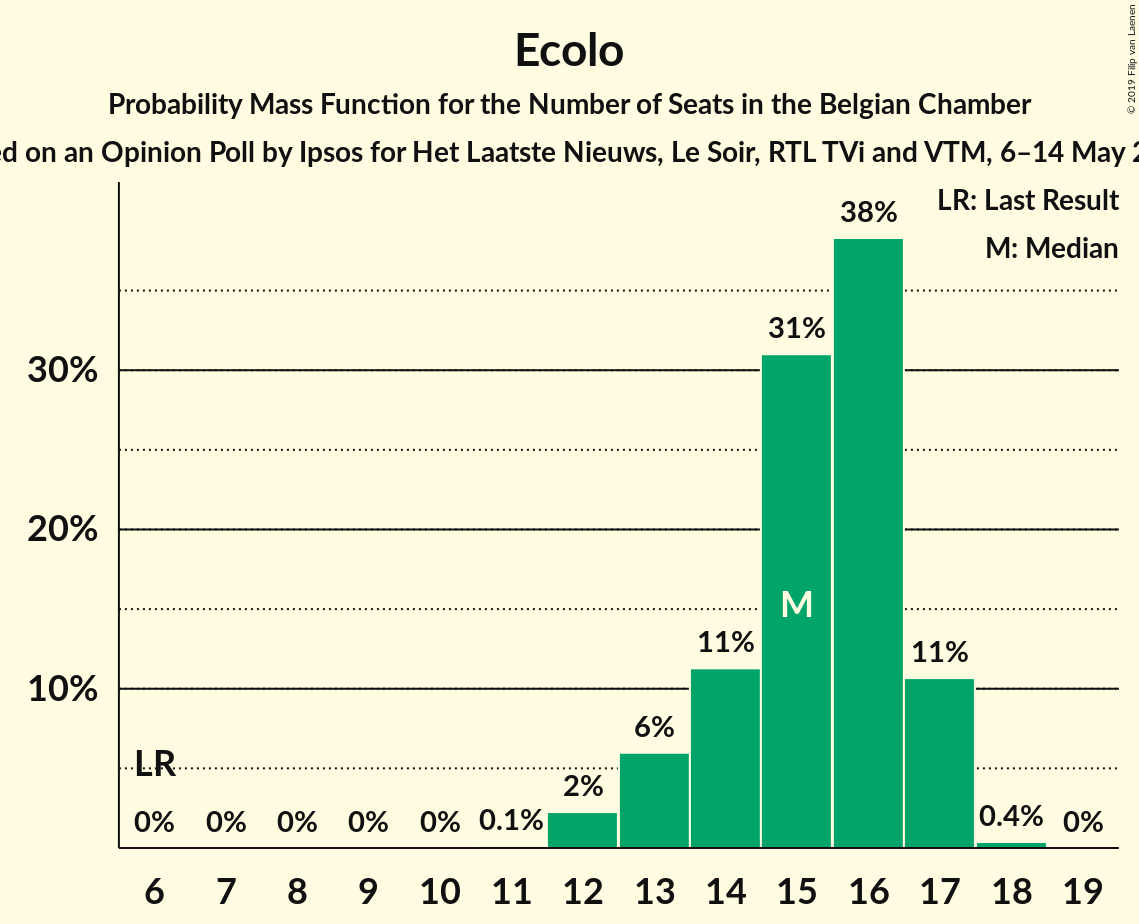 Ecolo
Probability Mass Function for the Number of Seats in the Belgian Chamber
on an Opinion Poll by Ipsos for Het Laatste Nieuws, Le Soir, RTL TVi and VTM, 6–14 May
© 2019 Filip van Laenen
LR: Last Result
M: Median
38%
31%
30%
20%
M
11%
11%
10%
6%
LR
2%
0% 0% 0% 0% 0% 0.1% 0.4% 0%
6 7 8 9 10 11 12 13 14 15 16 17 18 19